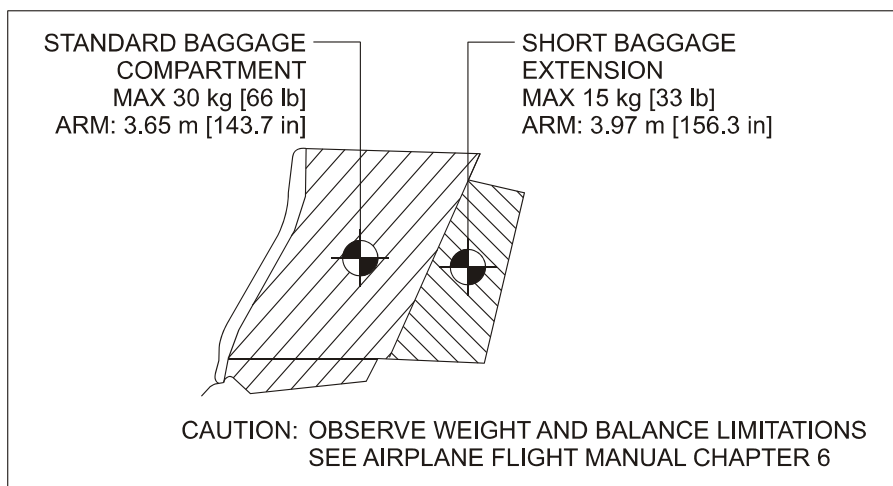 STANDARD BAGGAGE
COMPARTMENT
MAX 30 kg [66 lb]
ARM: 3.65 m [143.7 in]
SHORT BAGGAGE
EXTENSION
MAX 15 kg [33 lb]
ARM: 3.97 m [156.3 in]
CAUTION: OBSERVE WEIGHT AND BALANCE LIMITATIONS
SEE AIRPLANE FLIGHT MANUAL CHAPTER 6